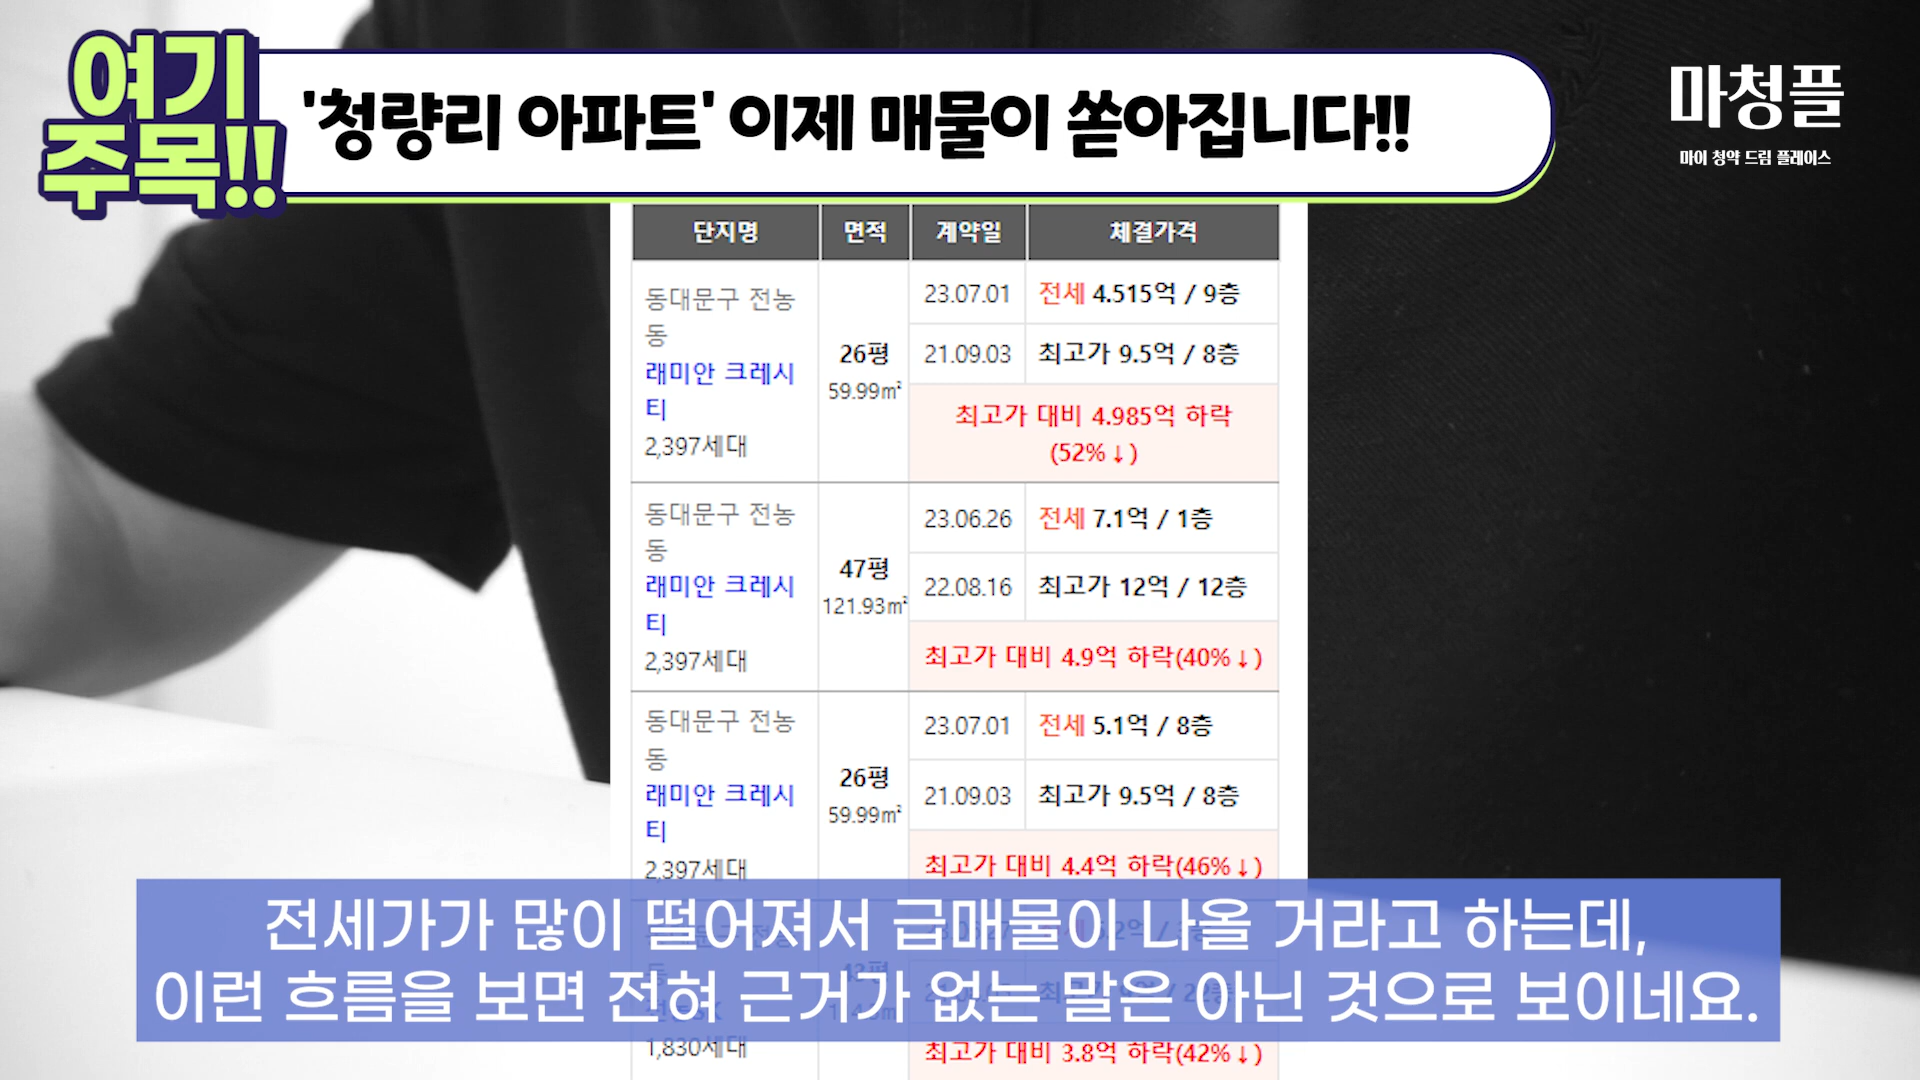 여기
주목!!
'청량리 아파트' 이제 매물이 쏟아집니다!!
마청플
마이 청약 드림 플레이스
단지명 면적 계약일 체결가격
동대문구 전농
동
래미안 크레시
티
2,397세대
26평
59.99㎡
23.07.01 전세 4.515억 / 9층
21.09.03 최고가 9.5억 / 8층
최고가 대비 4.985억 하락
(52%↓)
동대문구 전농
동
래미안 크레시
티
2,397세대
47평
121.93㎡
23.06.26 전세 7.1억 / 1층
22.08.16 최고가 12억 / 12층
최고가 대비 4.9억 하락(40%↓)
동대문구 전농
동
래미안 크레시
티
2,397세대
26평
59.99㎡
23.07.01 전세 5.1억 / 8층
21.09.03 최고가 9.5억 / 8층
최고가 대비 4.4억 하락(46%↓)
전세가가 많이 떨어져서 급매물이 나올 거라고 하는데,
이런 흐름을 보면 전혀 근거가 없는 말은 아닌 것으로 보이네요.
1,830세대
최고가 대비 3.8억 하락(42%↓)